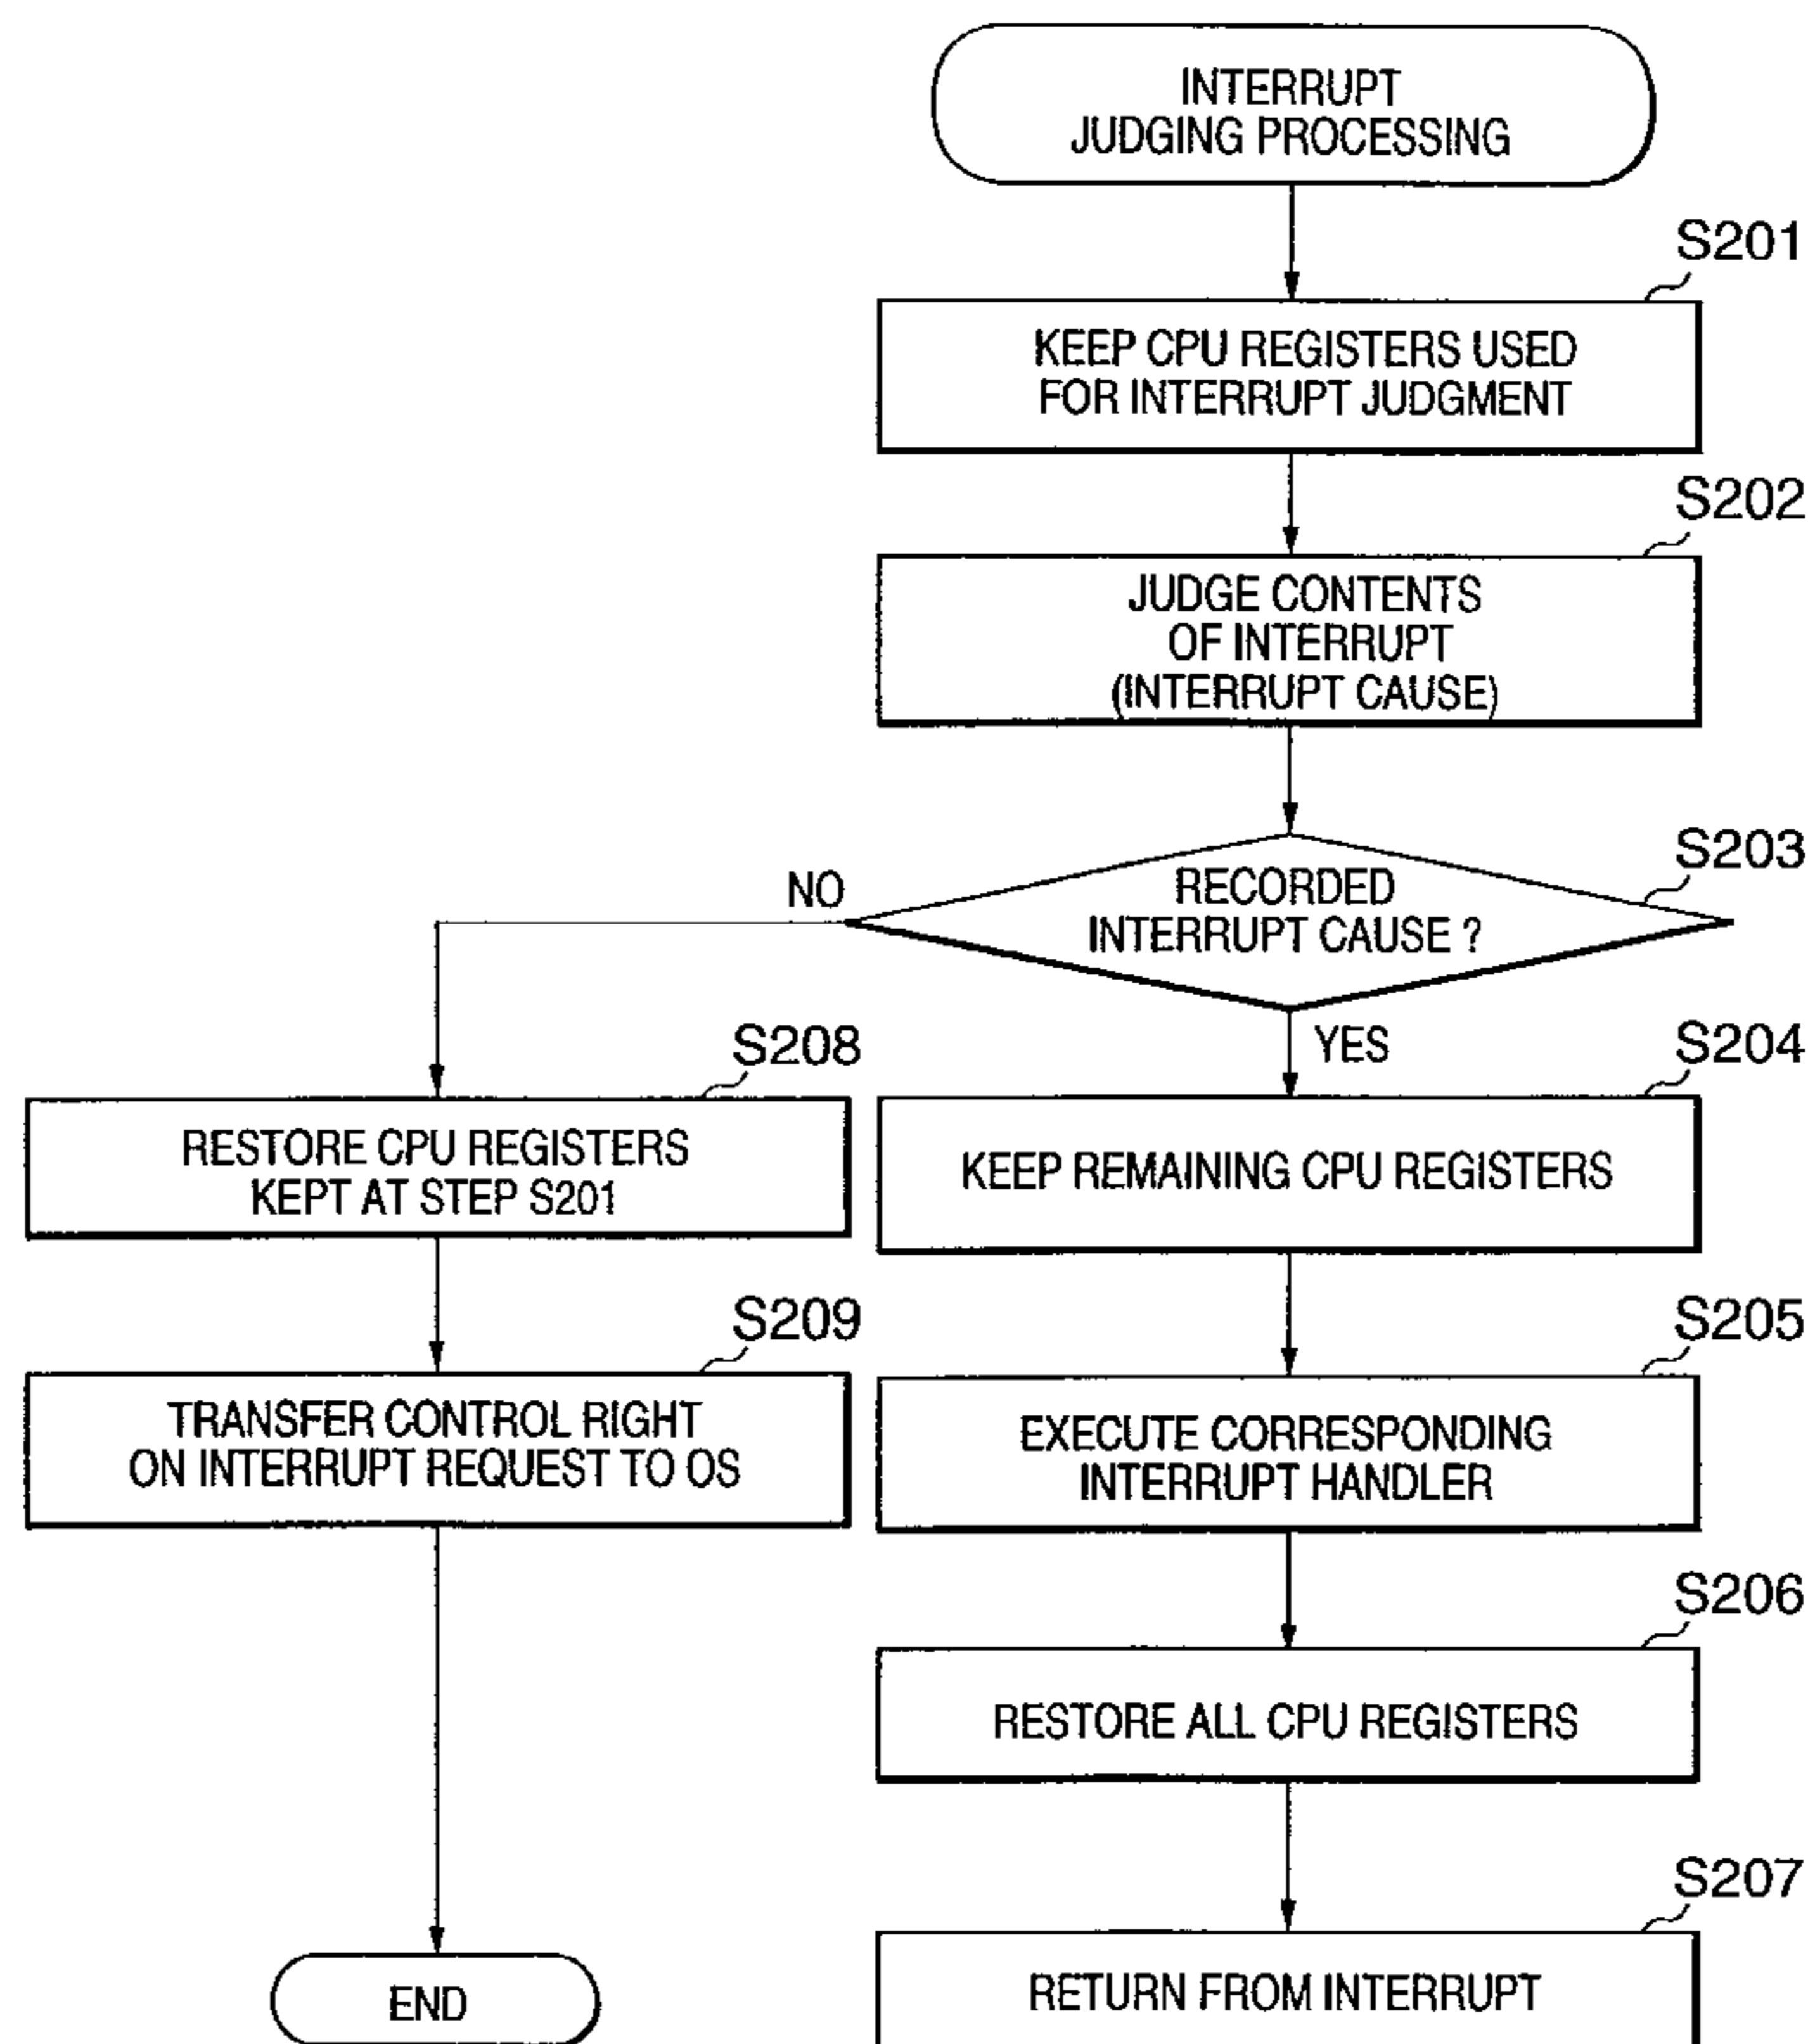 INTERRUPT
JUDGING PROCESSING
S201
KEEP CPU REGISTERS USED
FOR INTERRUPT JUDGMENT
S202
JUDGE CONTENTS
OF INTERRUPT
(INTERRUPT CAUSE)
S203
RECORDED
INTERRUPT CAUSE ?
NO
YES
S208
RESTORE CPU REGISTERS
KEPT AT STEP S201
S204
KEEP REMAINING CPU REGISTERS
S209
TRANSFER CONTROL RIGHT
ON INTERRUPT REQUEST TO OS
S205
EXECUTE CORRESPONDING
INTERRUPT HANDLER
S206
RESTORE ALL CPU REGISTERS
S207
RETURN FROM INTERRUPT
END